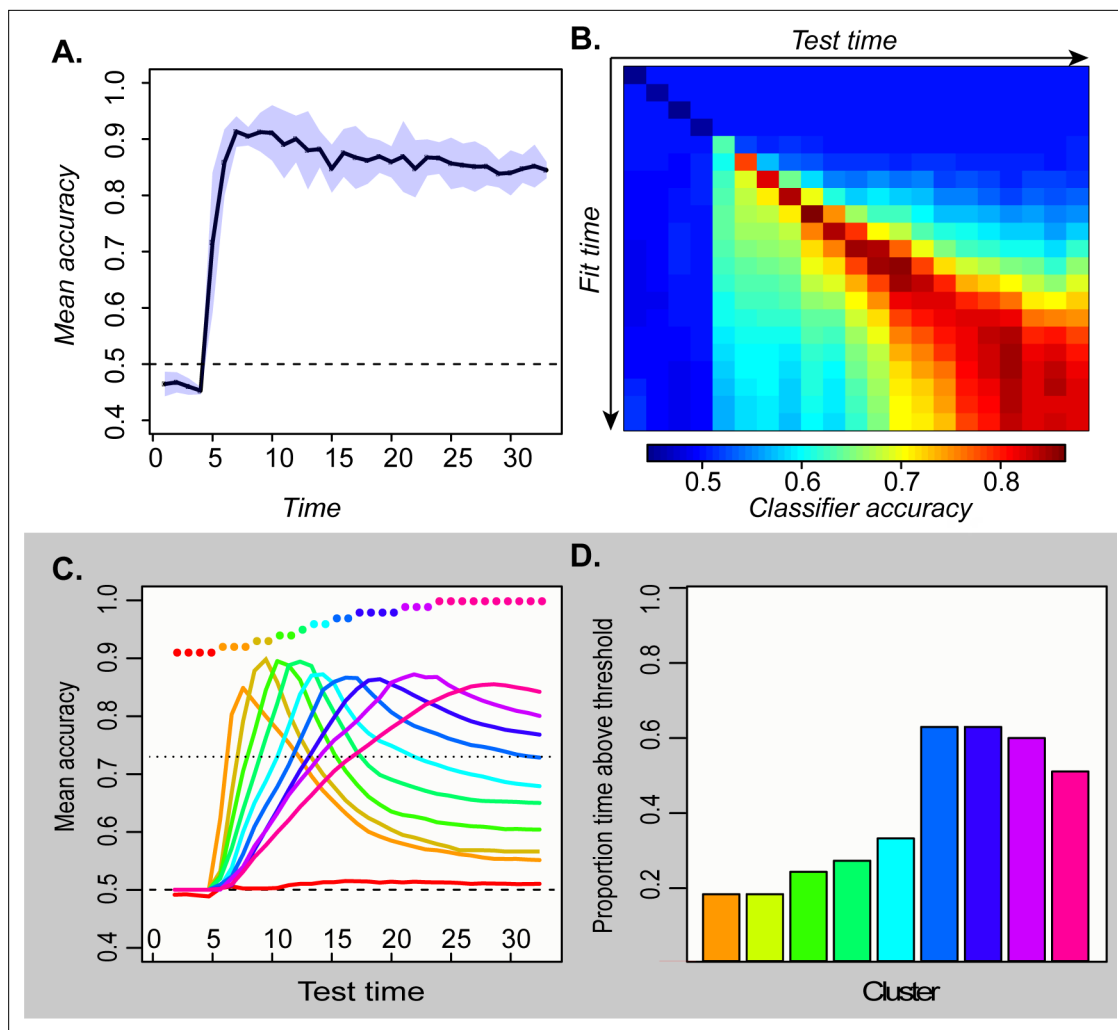 A.
Mean accuracy
1.0
0.9
0.8
0.7
0.6
0.5
0.4
0 5 10 15 20 25 30
Time
B.
Test time
Fit time
0.5 0.6 0.7 0.8
Classifier accuracy
C.
Mean accuracy
1.0
0.9
0.8
0.7
0.6
0.5
0.4
0 5 10 15 20 25 30
Test time
D.
Proportion time above threshold
1.0
0.8
0.6
0.4
0.2
Cluster